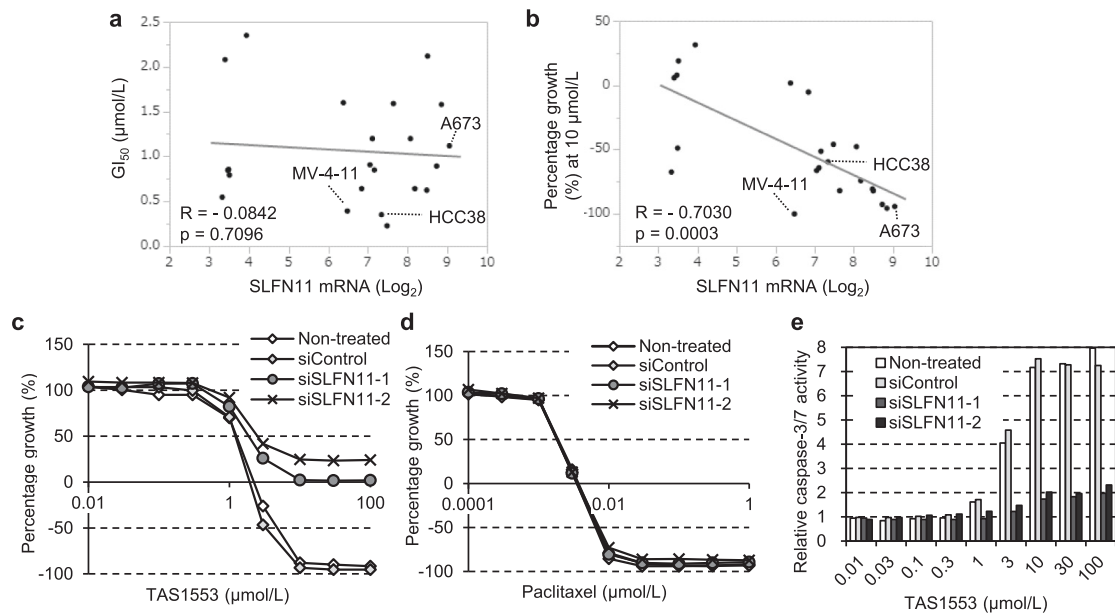 a
GI50 (µmol/L)
2.5
2.0
1.5
1.0
0.5
0.0
A673
MV-4-11
HCC38
R = - 0.0842
p = 0.7096
2 3 4 5 6 7 8 9 10
SLFN11 mRNA (Log2)
b
Percentage growth
(%) at 10 µmol/L
50
0
-50
-100
HCC38
MV-4-11
A673
R = - 0.7030
p = 0.0003
2 3 4 5 6 7 8 9 10
SLFN11 mRNA (Log2)
c
Percentage growth (%)
150
100
50
0
-50
-100
Non-treated
siControl
siSLFN11-1
siSLFN11-2
0.01 1 100
TAS1553 (µmol/L)
d
Percentage growth (%)
150
100
50
0
-50
-100
Non-treated
siControl
siSLFN11-1
siSLFN11-2
0.0001 0.01 1
Paclitaxel (µmol/L)
e
Relative caspase-3/7 activity
8
7
6
5
4
3
2
1
0
Non-treated
siControl
siSLFN11-1
siSLFN11-2
0.01 0.03 0.1 0.3 1 3 10 30 100
TAS1553 (µmol/L)